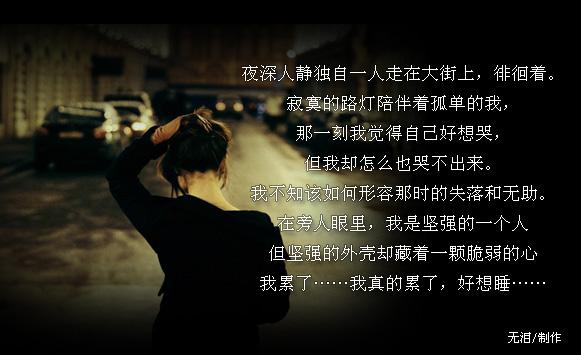 夜深人静独自一人走在大街上，徘徊着。
寂寞的路灯陪伴着孤单的我，
那一刻我觉得自己好想哭，
但我却怎么也哭不出来。
我不知该如何形容那时的失落和无助。
在旁人眼里，我是坚强的一个人
但坚强的外壳却藏着一颗脆弱的心
我累了……我真的累了，好想睡……
无泪/制作